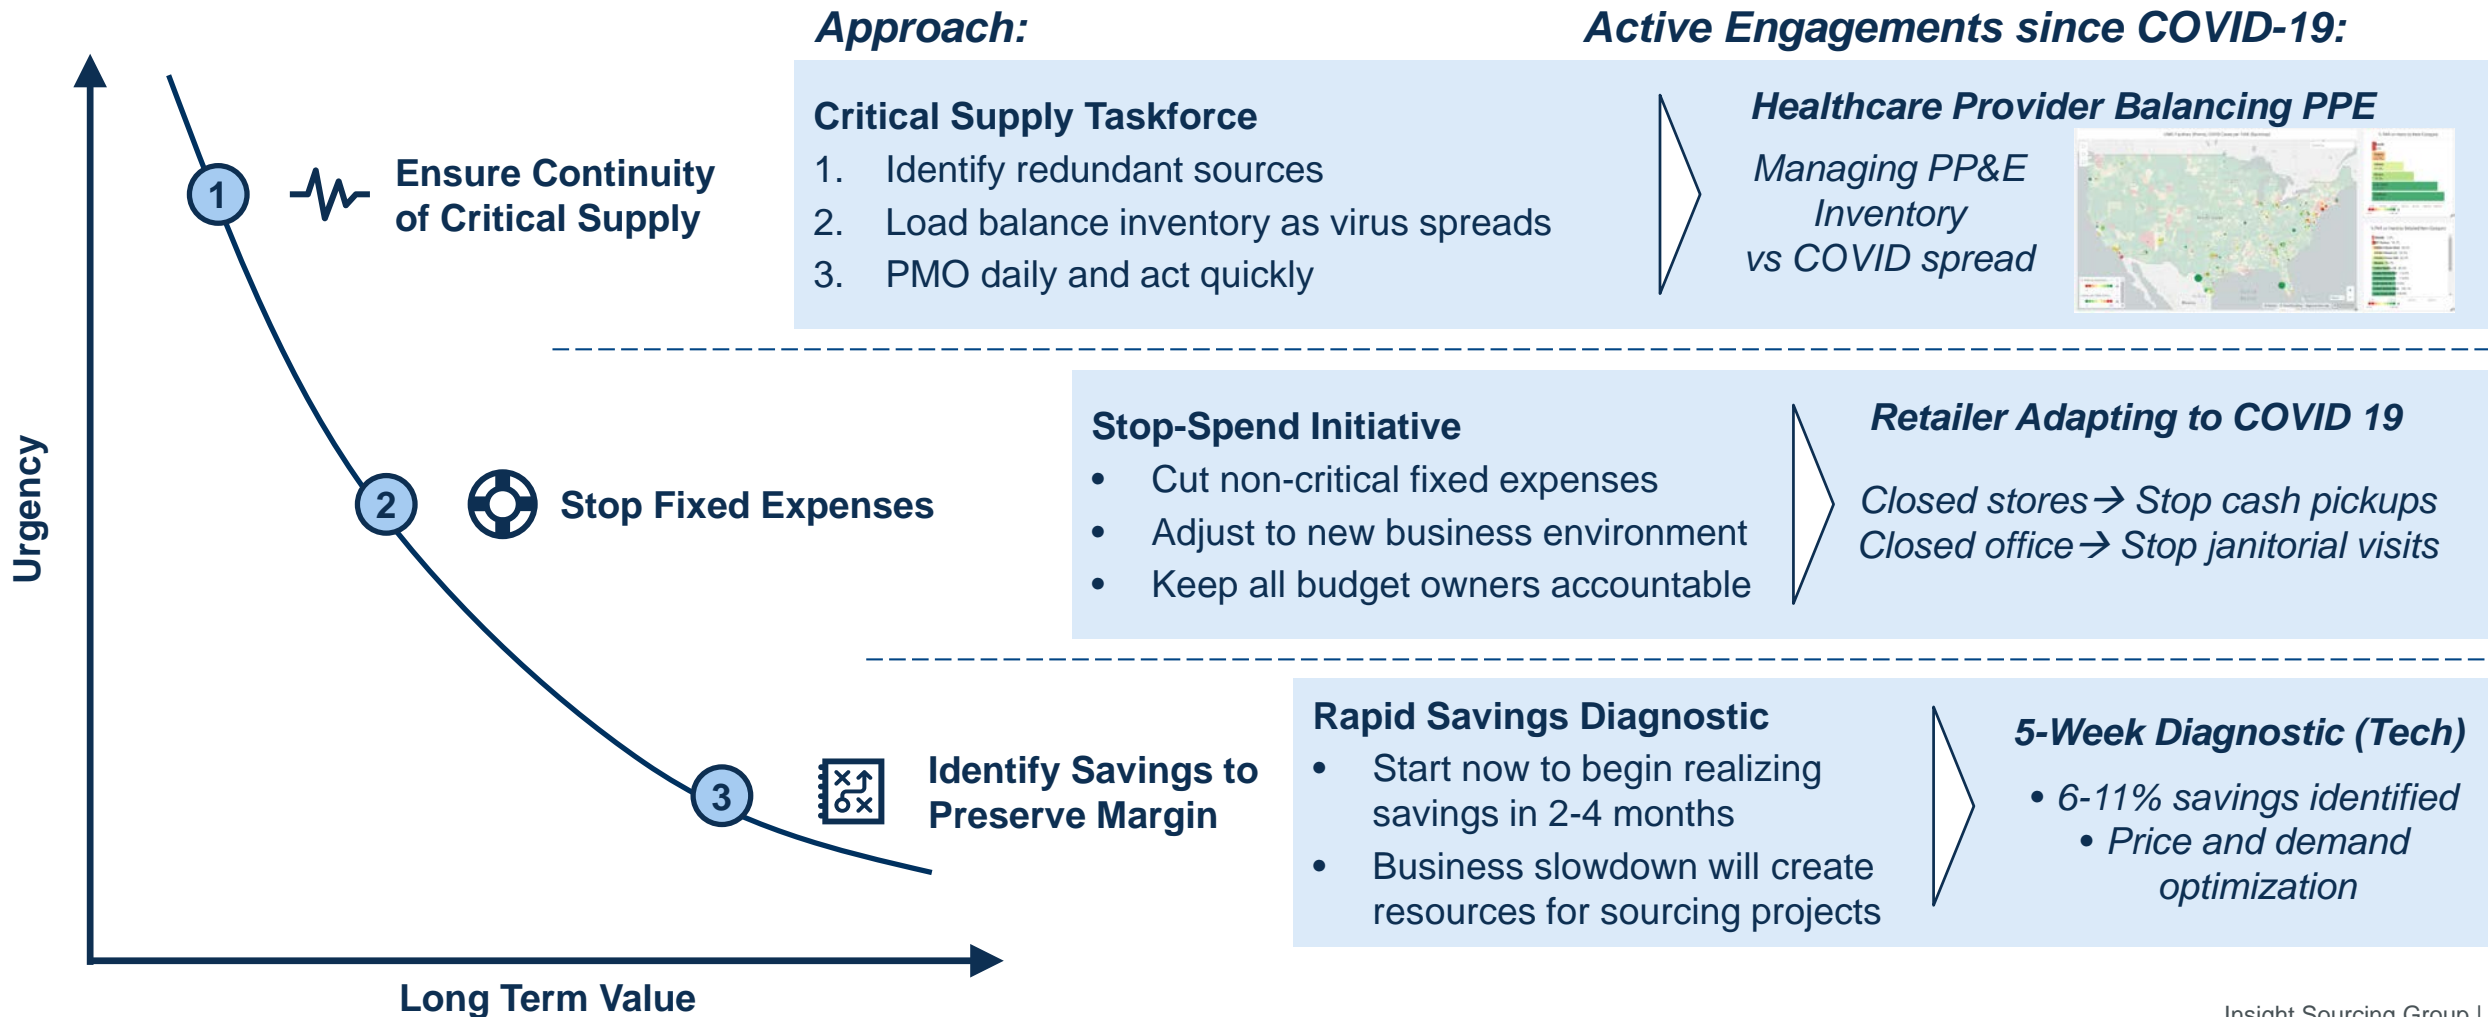 Approach:
Active Engagements since COVID-19:
Urgency
1
Ensure Continuity
of Critical Supply
Critical Supply Taskforce
1. Identify redundant sources
2. Load balance inventory as virus spreads
3. PMO daily and act quickly
Healthcare Provider Balancing PPE
Managing PP&E
Inventory
vs COVID spread
2
Stop Fixed Expenses
Stop-Spend Initiative
• Cut non-critical fixed expenses
• Adjust to new business environment
• Keep all budget owners accountable
Retailer Adapting to COVID 19
Closed stores→ Stop cash pickups
Closed office→ Stop janitorial visits
3
Identify Savings to
Preserve Margin
Rapid Savings Diagnostic
• Start now to begin realizing
savings in 2-4 months
• Business slowdown will create
resources for sourcing projects
5-Week Diagnostic (Tech)
• 6-11% savings identified
• Price and demand
optimization
Long Term Value
Insight Sourcing Group |